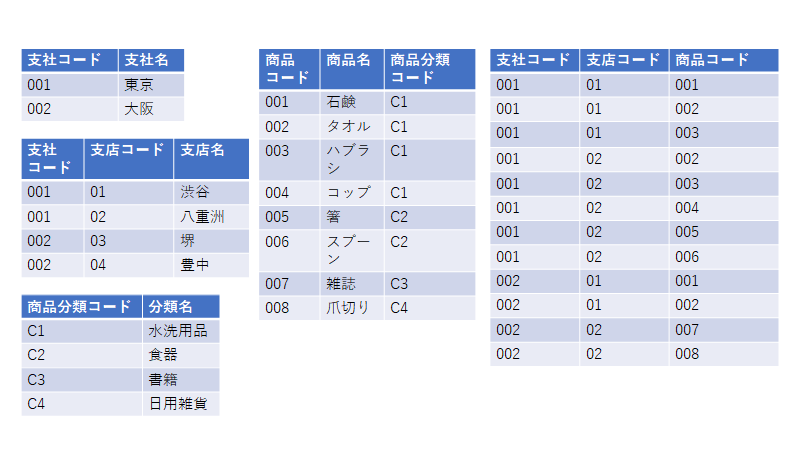 支社コード 支社名
001 東京
002 大阪
支社
コード 支店コード 支店名
001 01 渋谷
001 02 八重洲
002 03 堺
002 04 豊中
商品分類コード 分類名
C1 水洗用品
C2 食器
C3 書籍
C4 日用雑貨
商品
コード 商品名 商品分類
コード
001 石鹸 C1
002 タオル C1
003 ハブラ
シ C1
004 コップ C1
005 箸 C2
006 スプー
ン C2
007 雑誌 C3
008 爪切り C4
支社コード 支店コード 商品コード
001 01 001
001 01 002
001 01 003
001 02 002
001 02 003
001 02 004
001 02 005
001 02 006
002 01 001
002 01 002
002 02 007
002 02 008